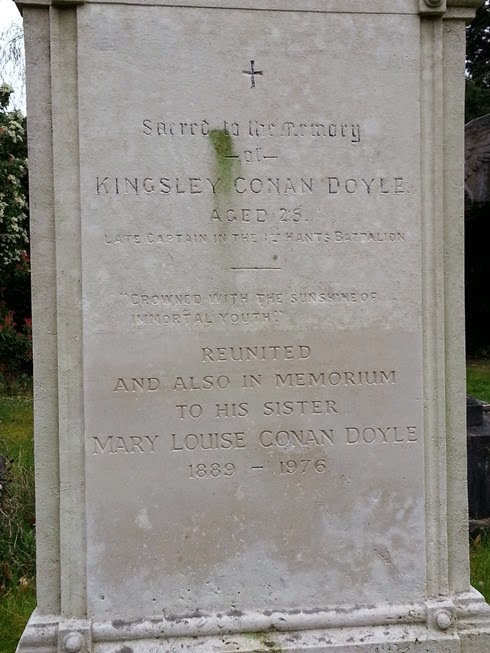 Sacred to the Memory
—of—
KINGSLEY CONAN DOYLE.
AGED 25.
LATE CAPTAIN IN THE 1ST HANTS BATTALION
"CROWNED WITH THE SUNSHINE OF
IMMORTAL YOUTH."
REUNITED
AND ALSO IN MEMORIUM
TO HIS SISTER
MARY LOUISE CONAN DOYLE
1889 – 1976